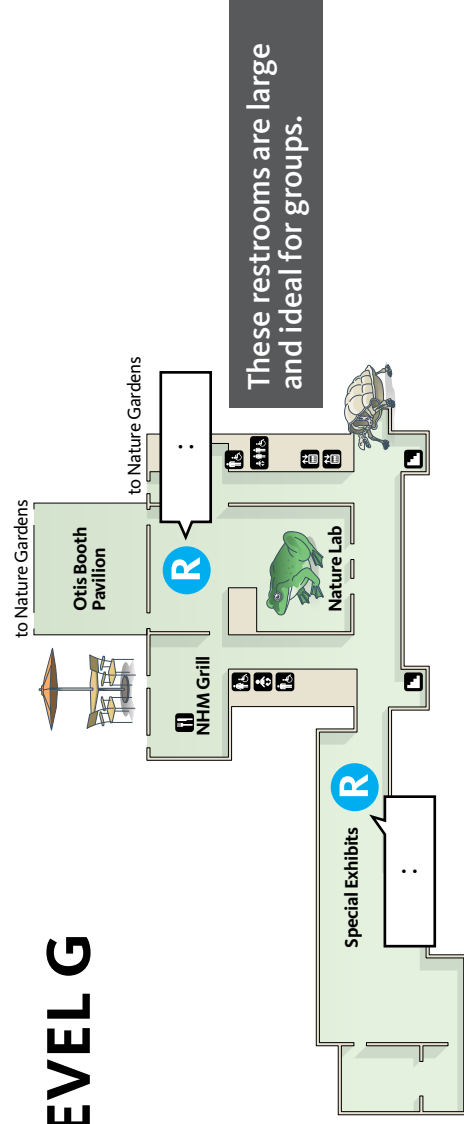 EVEL G
to Nature Gardens
Otis Booth
Pavilion
to Nature Gardens
:
R
NHM Grill
Nature Lab
These restrooms are large
and ideal for groups.
Special Exhibits
R
: